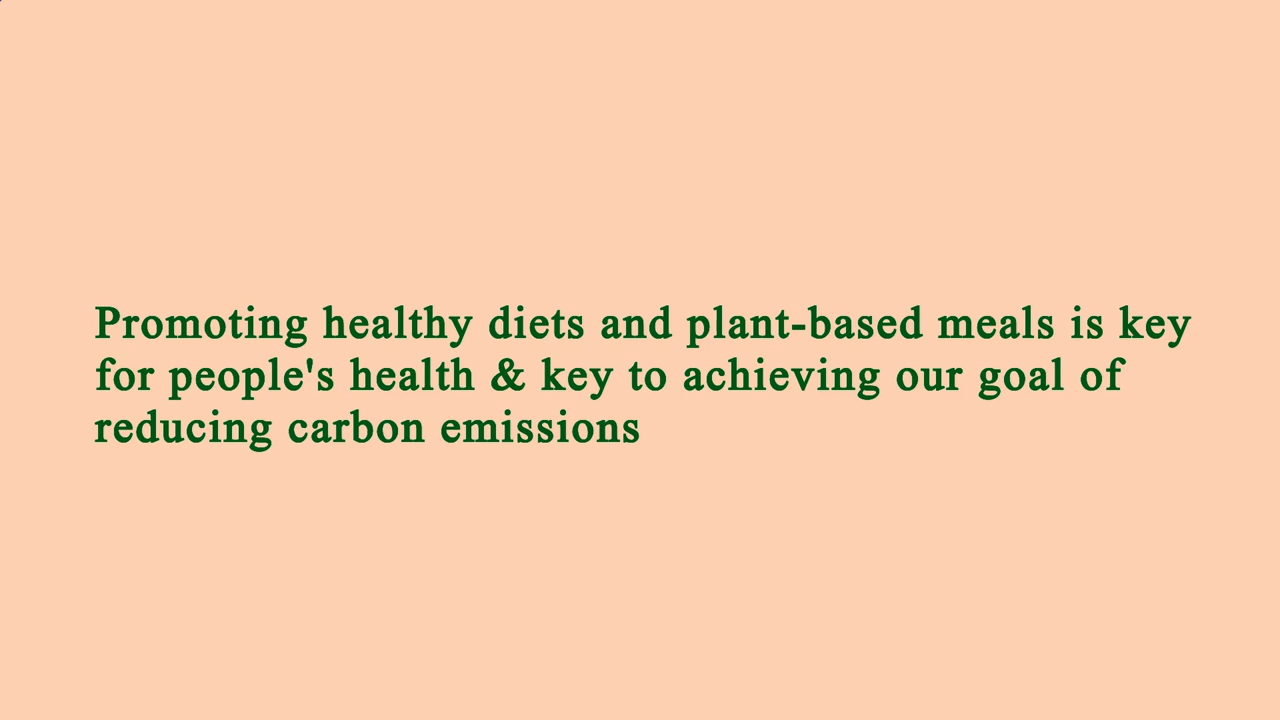 Promoting healthy diets and plant-based meals is key
for people's health & key to achieving our goal of
reducing carbon emissions